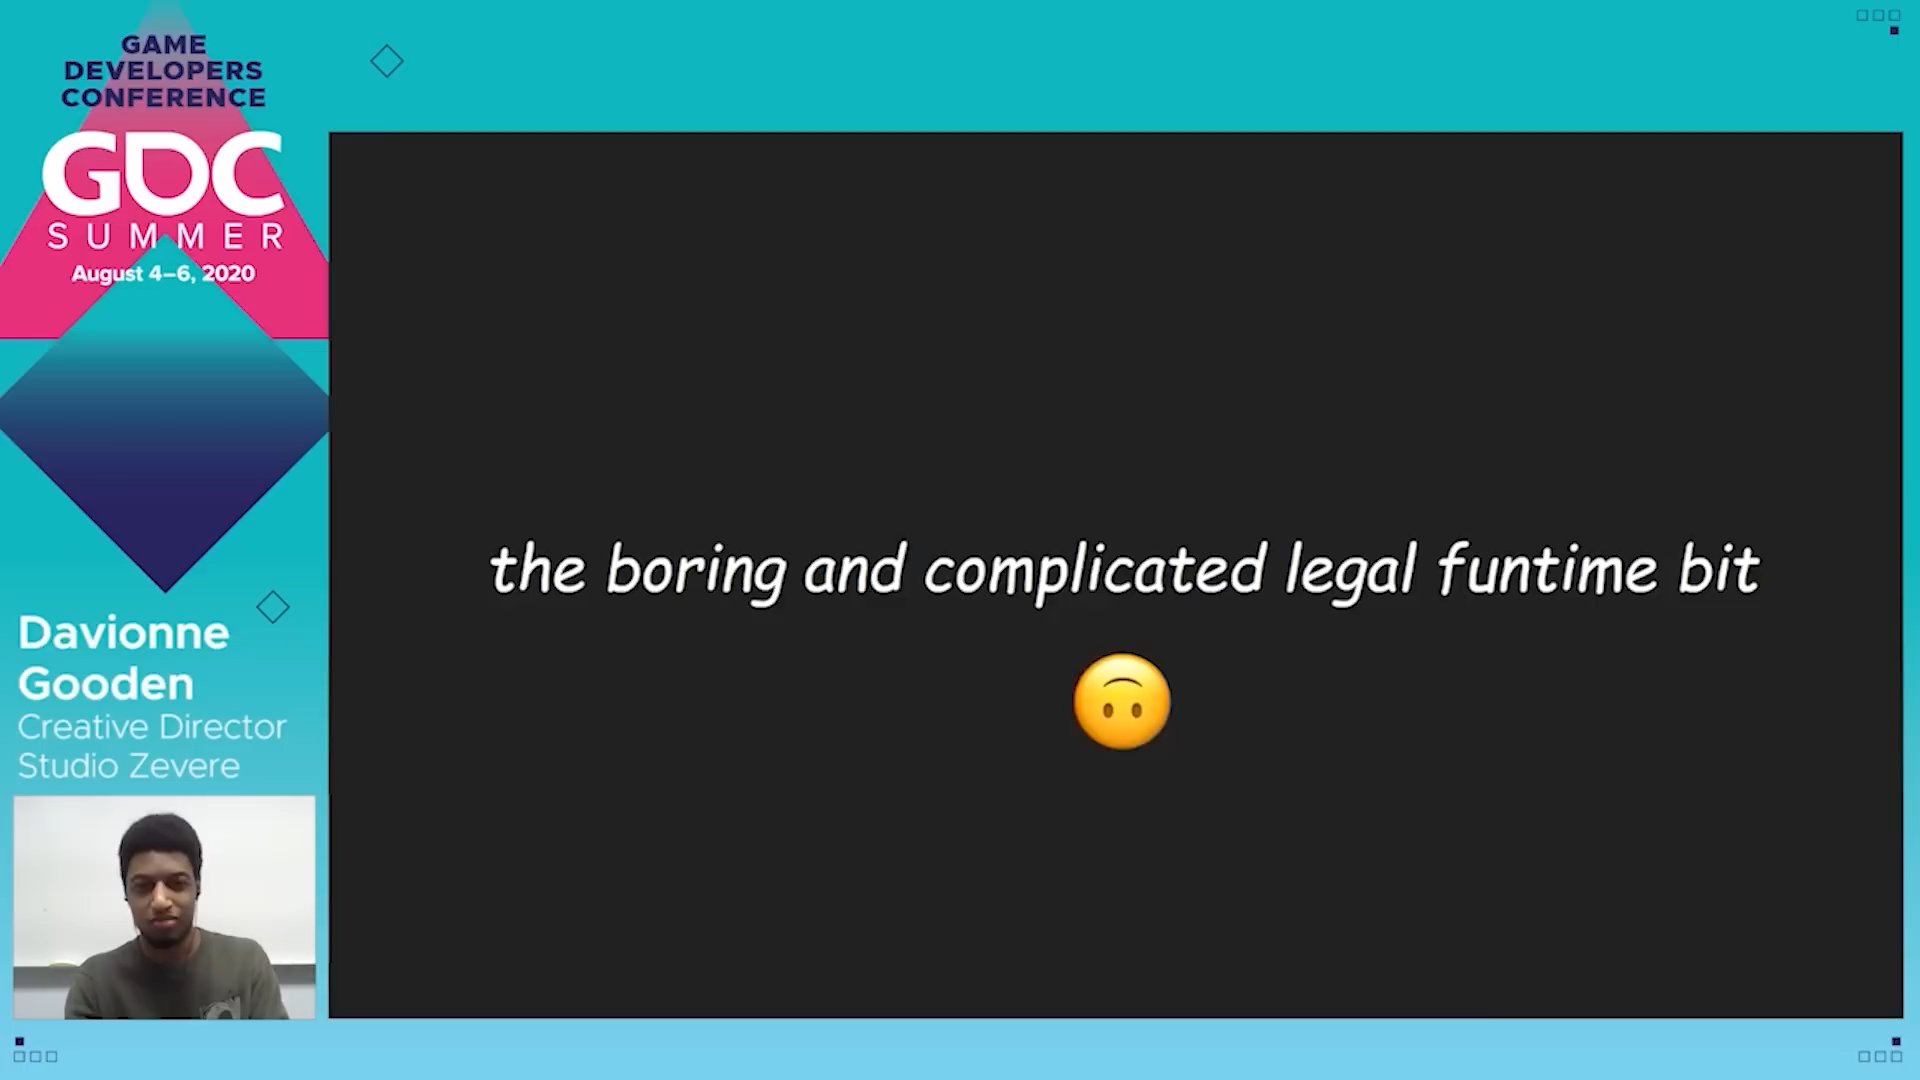 GAME
DEVELOPERS
CONFERENCE
GDC
SUMMER
August 4–6, 2020
Davionne
Gooden
Creative Director
Studio Zevere
the boring and complicated legal funtime bit
🙃